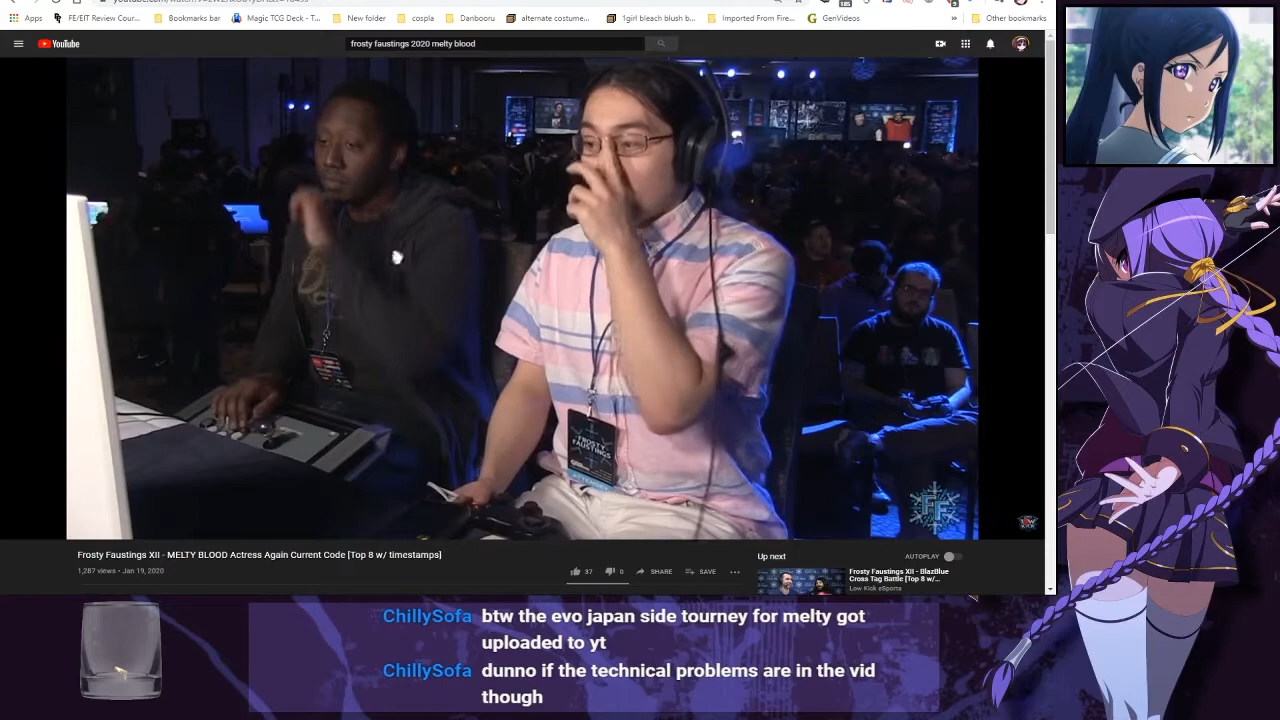 Apps
FE/EIT Review Cour...
Bookmarks bar
Magic TCG Deck - T...
New folder
cospla
Danbooru
alternate costume...
1girl bleach blush b...
Imported From Fire...
GenVideos
»
Other bookmarks
YouTube
frosty faustings 2020 melty blood
FROSTY
FAUSTINGS
FF
Frosty Faustings XII - MELTY BLOOD Actress Again Current Code [Top 8 w/ timestamps]
1,287 views • Jan 19, 2020
37
0
SHARE
SAVE
Up next
AUTOPLAY
Frosty Faustings XII - BlazBlue
Cross Tag Battle [Top 8 w/...
Low Kick eSports
ChillySofa btw the evo japan side tourney for melty got
uploaded to yt
ChillySofa dunno if the technical problems are in the vid
though